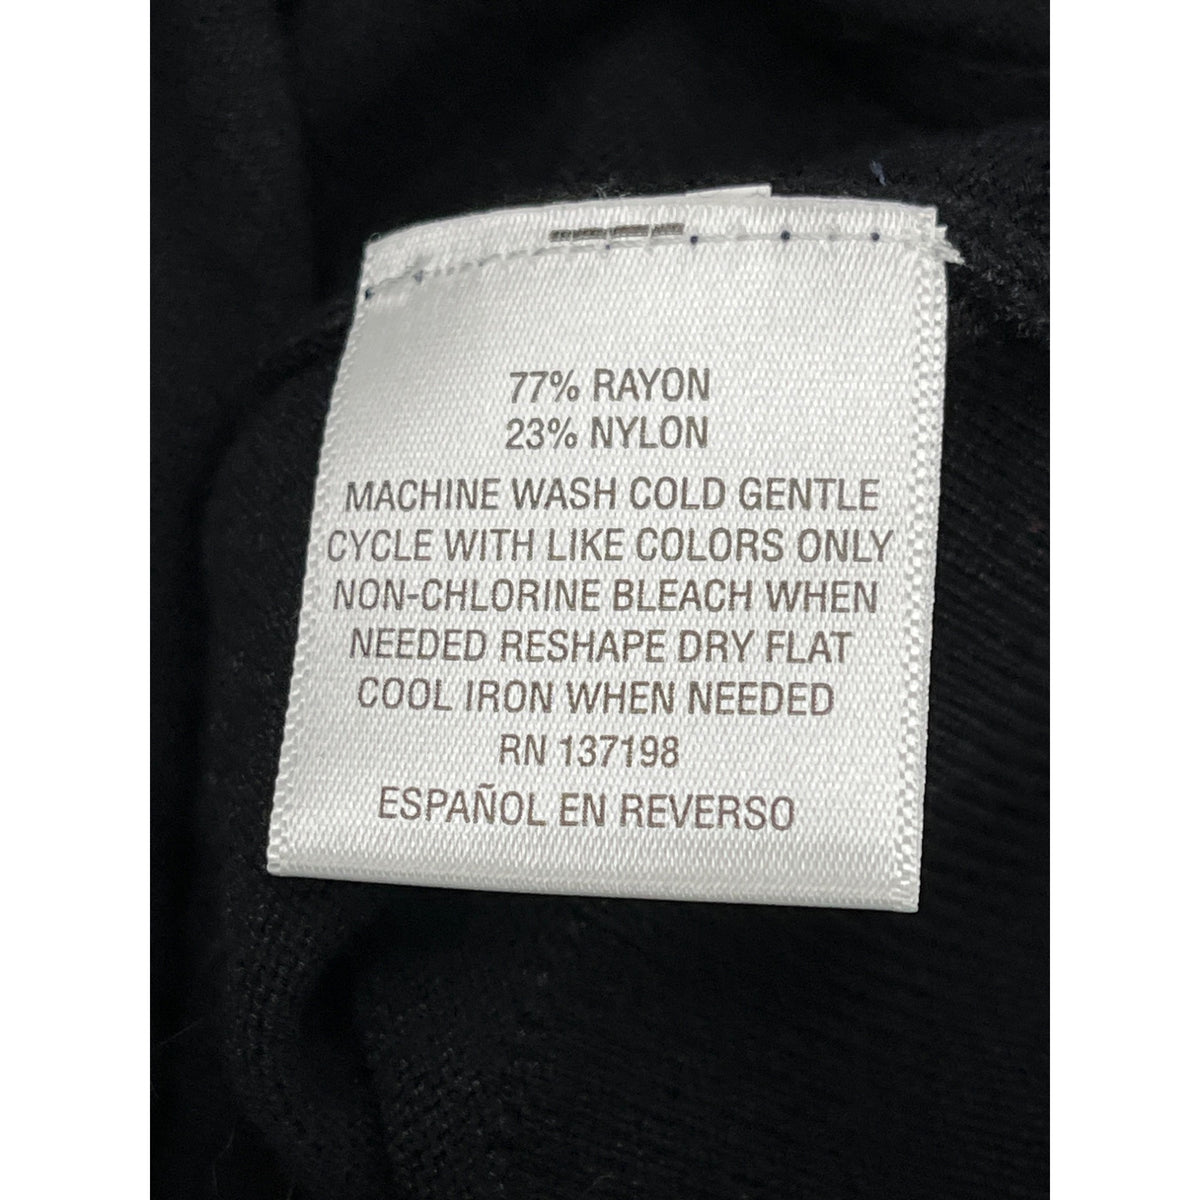 77% RAYON
23% NYLON
MACHINE WASH COLD GENTLE
CYCLE WITH LIKE COLORS ONLY
NON-CHLORINE BLEACH WHEN
NEEDED RESHAPE DRY FLAT
COOL IRON WHEN NEEDED
RN 137198
ESPAÑOL EN REVERSO